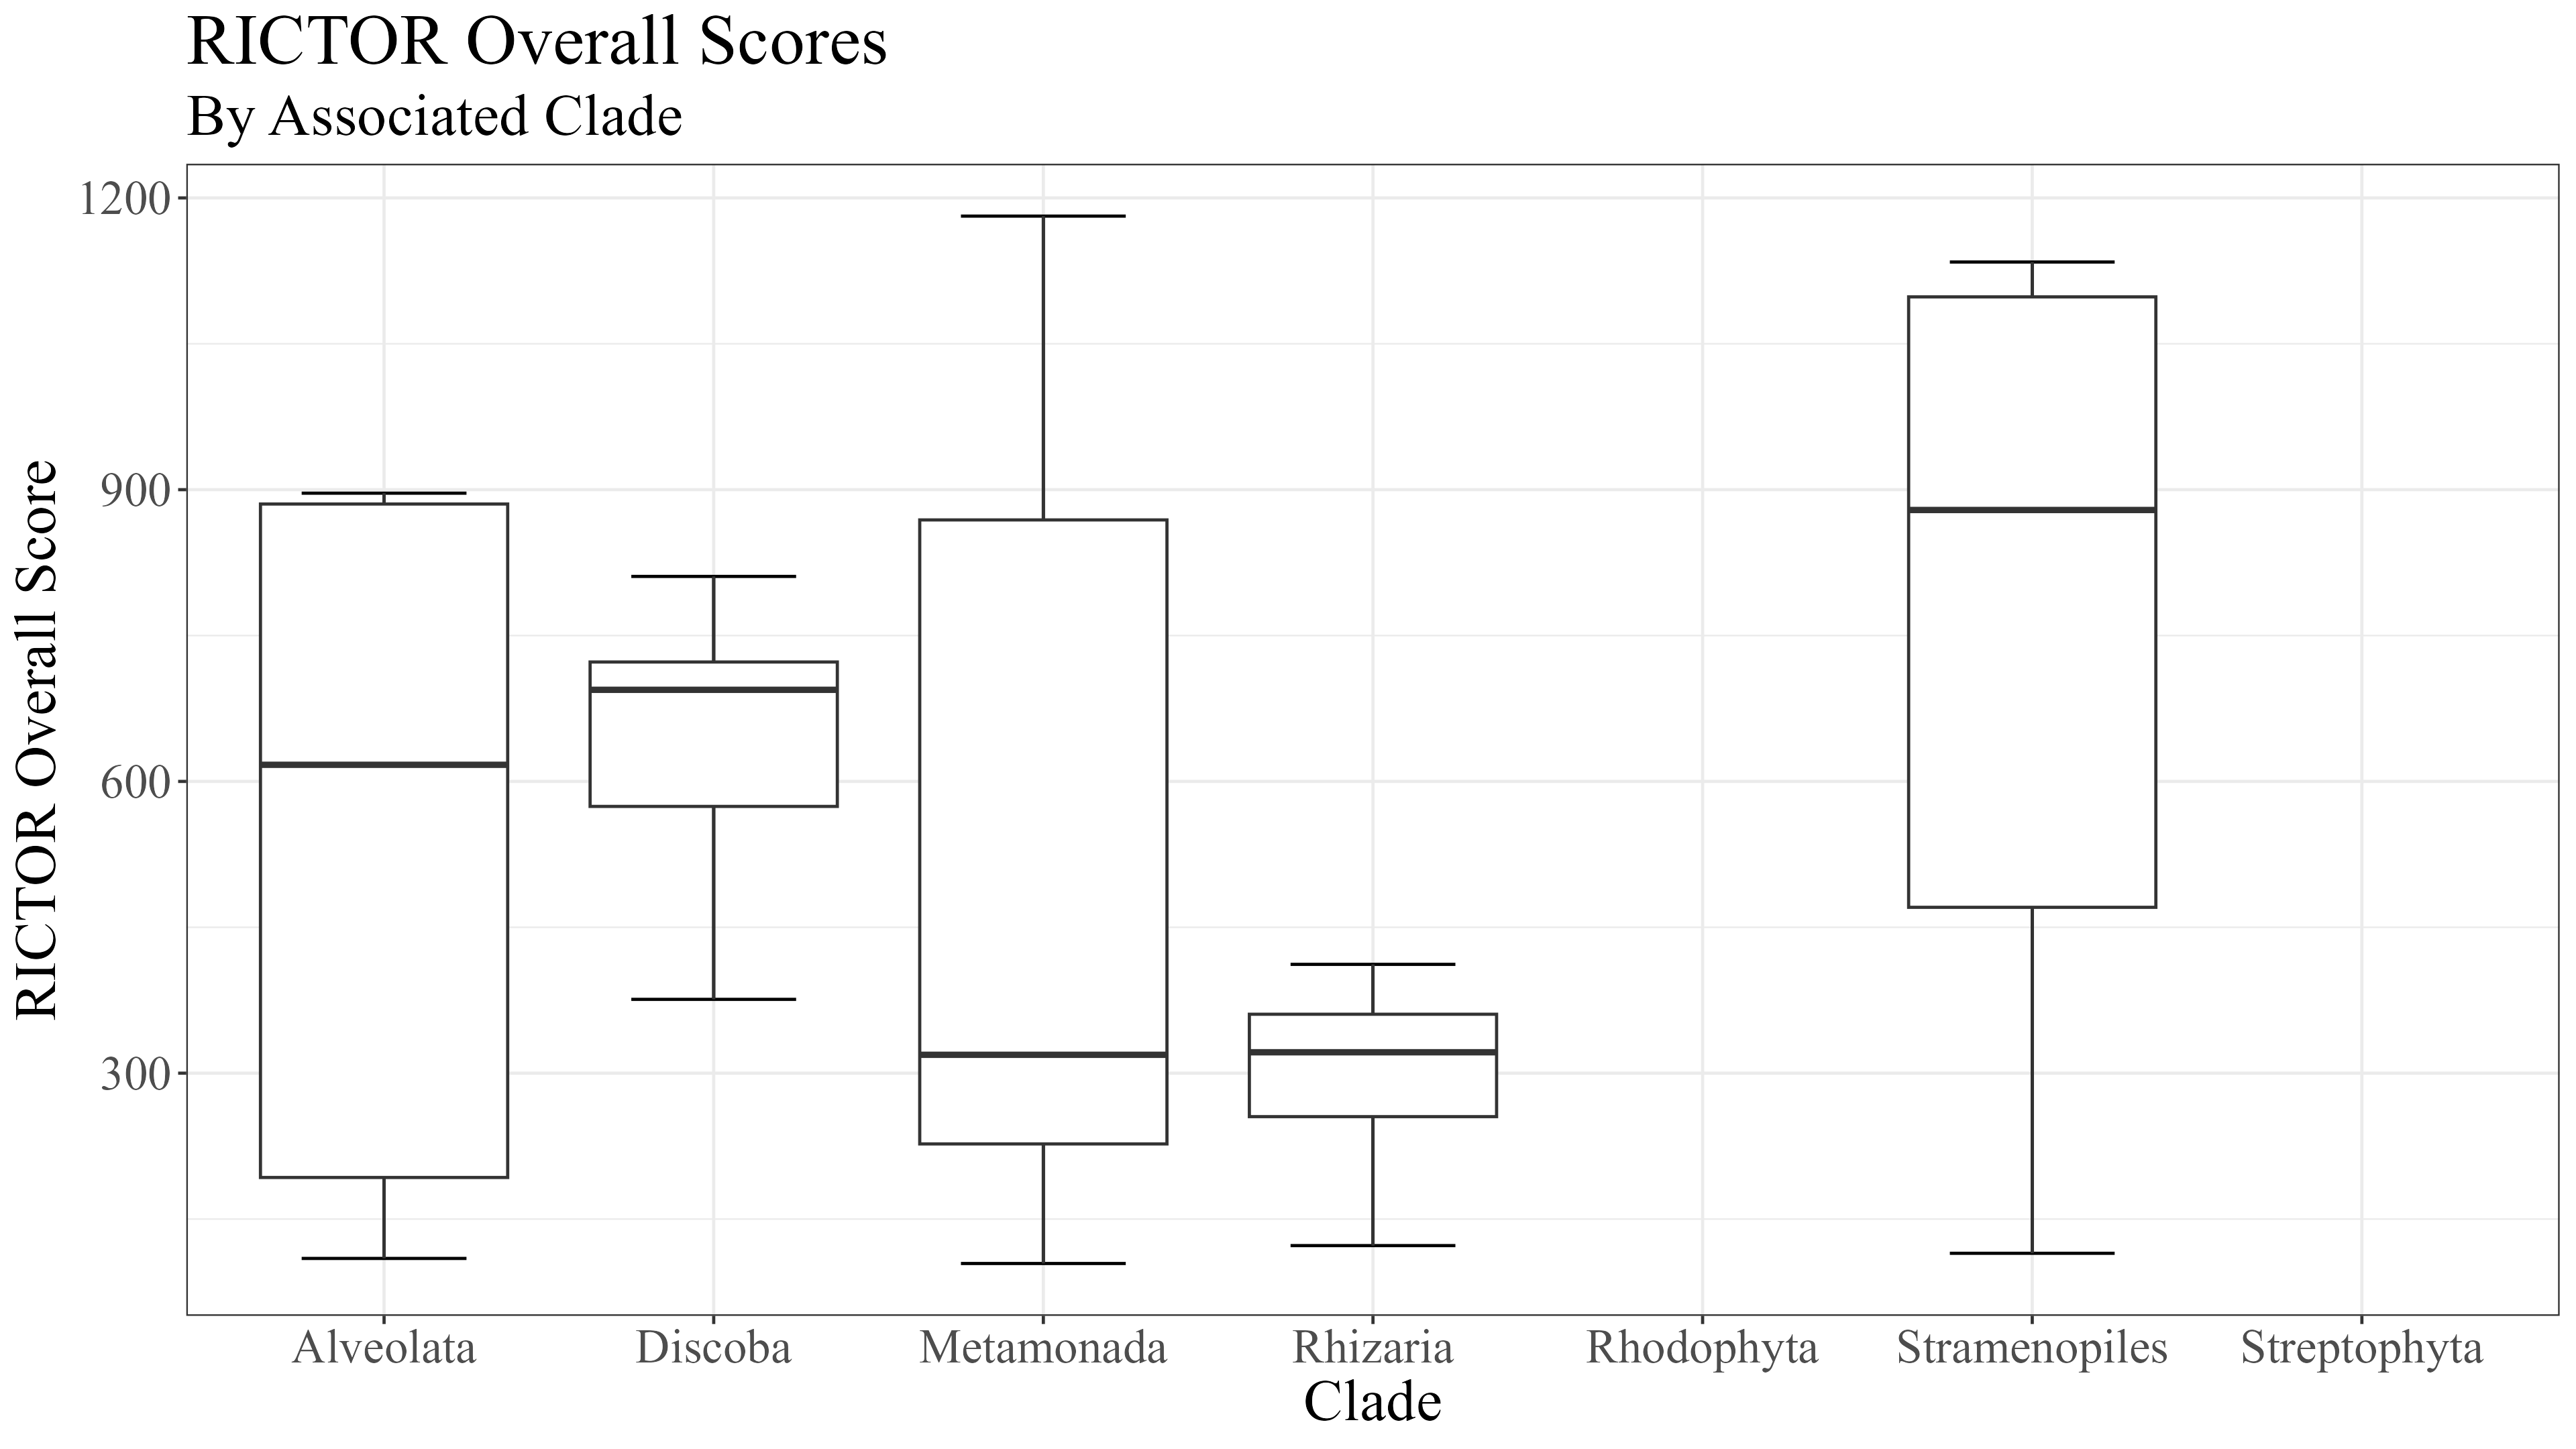 RICTOR Overall Scores
By Associated Clade
RICTOR Overall Score
1200
900
600
300
Alveolata Discoba Metamonada Rhizaria Rhodophyta Stramenopiles Streptophyta
Clade